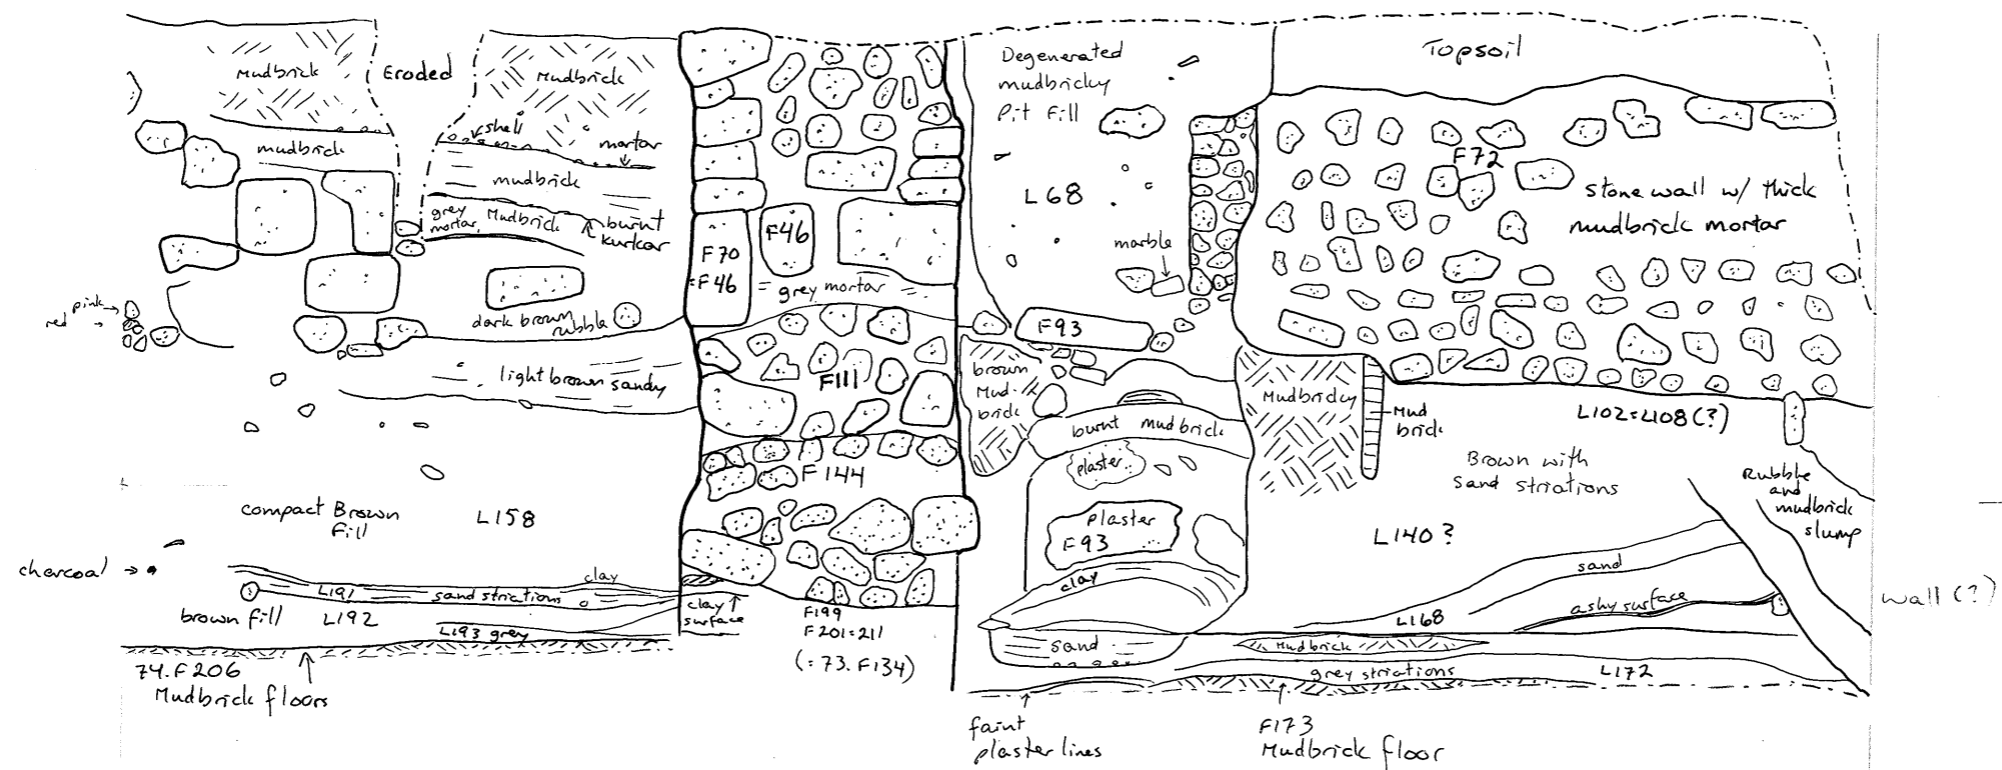 Mudbrick
Eroded
Mudbrick
shell
mortar
mudbrick
mudbrick
grey
mortar
Mudbrick
burnt
kurkar
pink
red
dark brown
rubble
light brown sandy
compact Brown
fill
L158
charcoal
clay
L191
sand striations
brown fill
L192
L193 grey
74.F206
Mudbrick floors
F70
=F46
F46
= grey mortar
F111
F144
clay
surface
F199
F201=211
(=73.F134)
Degenerated
mudbricky
Pit Fill
L68
marble
F93
brown
Mud-
brick
burnt mudbrick
plaster
plaster
F93
clay
sand
faint
plaster lines
Topsoil
F72
stone wall w/ thick
mudbrick mortar
Mudbricky
Mud
brick
L102=L108(?)
Brown with
Sand striations
Rubble
and
mudbrick
slump
L140?
sand
ashy surface
wall (?)
L168
Mudbrick
grey striations
L172
F173
Mudbrick floor